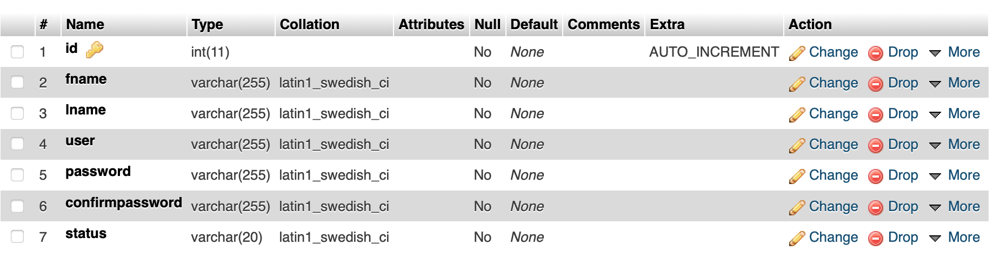 # Name Type Collation Attributes Null Default Comments Extra Action
1 id int(11) No None AUTO_INCREMENT Change Drop More
2 fname varchar(255) latin1_swedish_ci No None Change Drop More
3 lname varchar(255) latin1_swedish_ci No None Change Drop More
4 user varchar(255) latin1_swedish_ci No None Change Drop More
5 password varchar(255) latin1_swedish_ci No None Change Drop More
6 confirmpassword varchar(255) latin1_swedish_ci No None Change Drop More
7 status varchar(20) latin1_swedish_ci No None Change Drop More